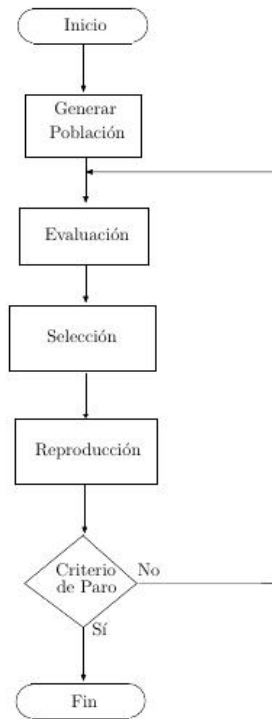 Inicio
Generar
Población
Evaluación
Selección
Reproducción
Criterio
de Paro
No
Sí
Fin